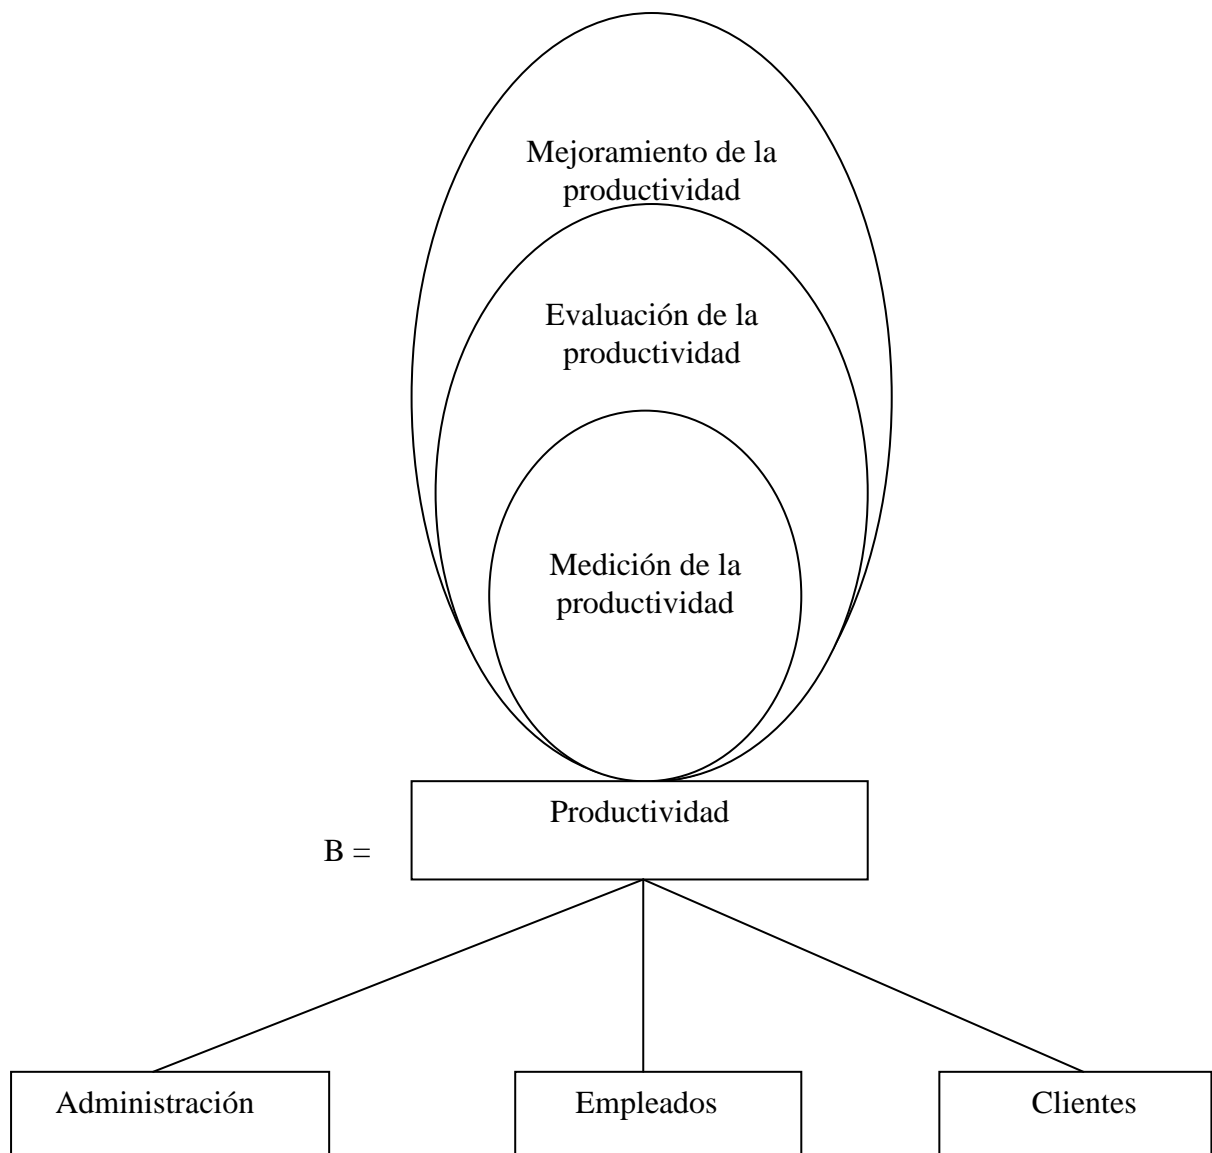 Mejoramiento de la
productividad
Evaluación de la
productividad
Medición de la
productividad
Productividad
B =
Administración
Empleados
Clientes